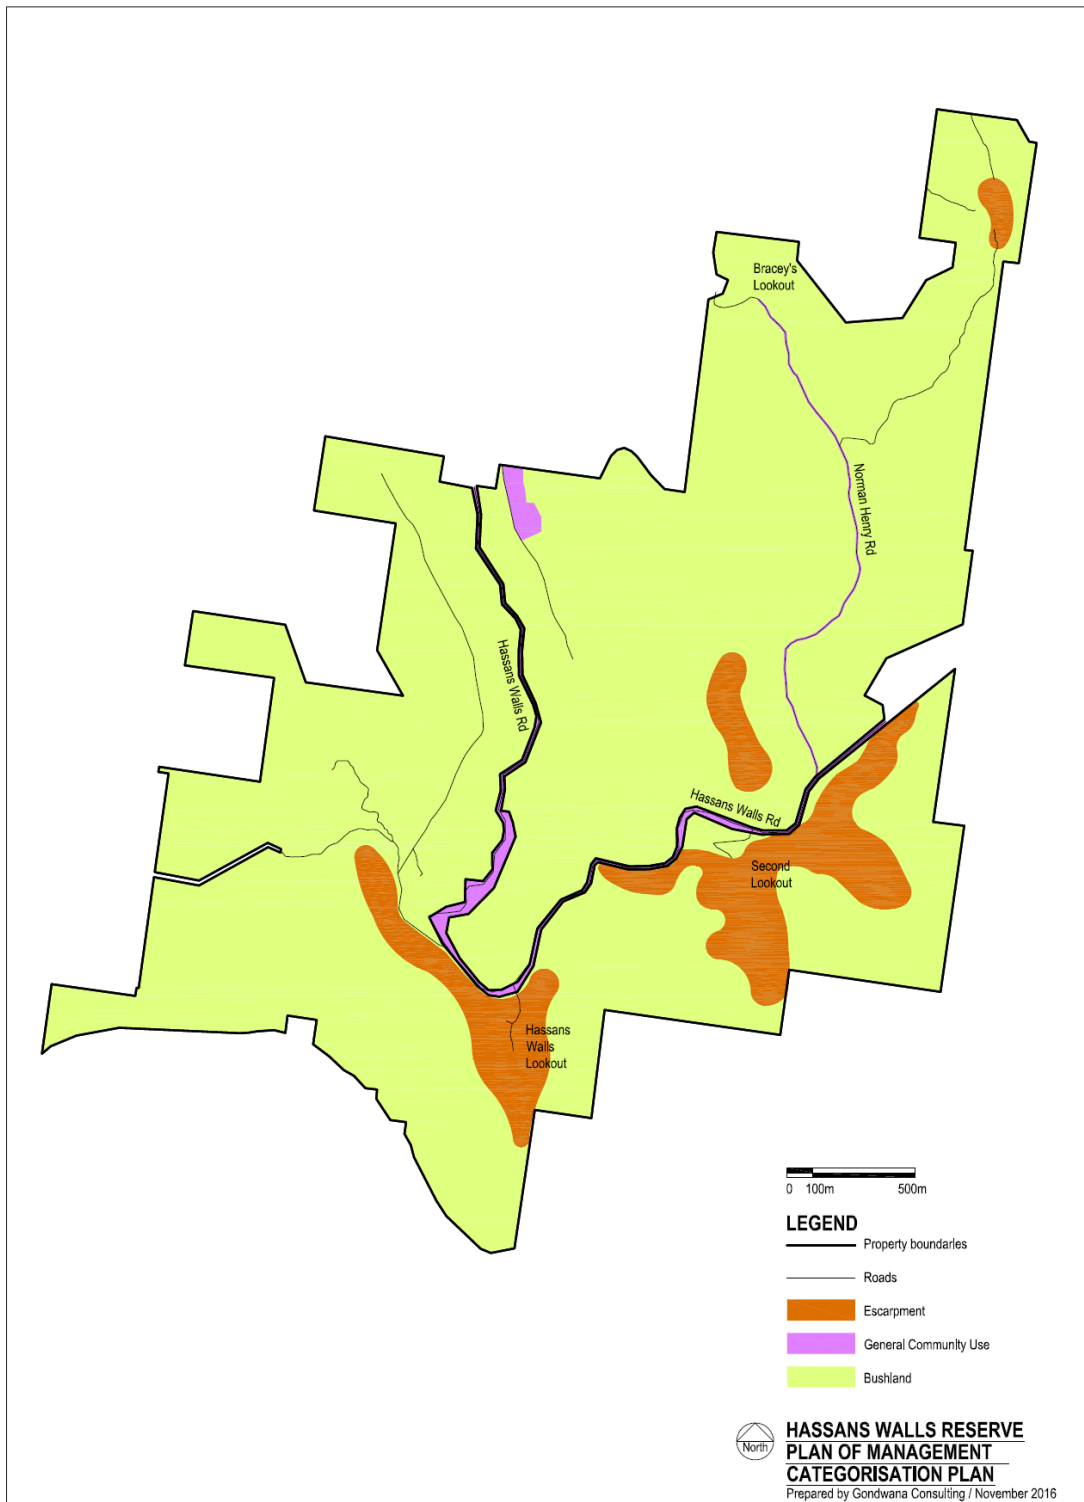 Bracey's
Lookout
Norman Henry Rd
Hassans Walls Rd
Hassans Walls Rd
Second
Lookout
Hassans
Walls
Lookout
0 100m 500m
LEGEND
Property boundaries
Roads
Escarpment
General Community Use
Bushland
North
HASSANS WALLS RESERVE
PLAN OF MANAGEMENT
CATEGORISATION PLAN
Prepared by Gondwana Consulting / November 2016